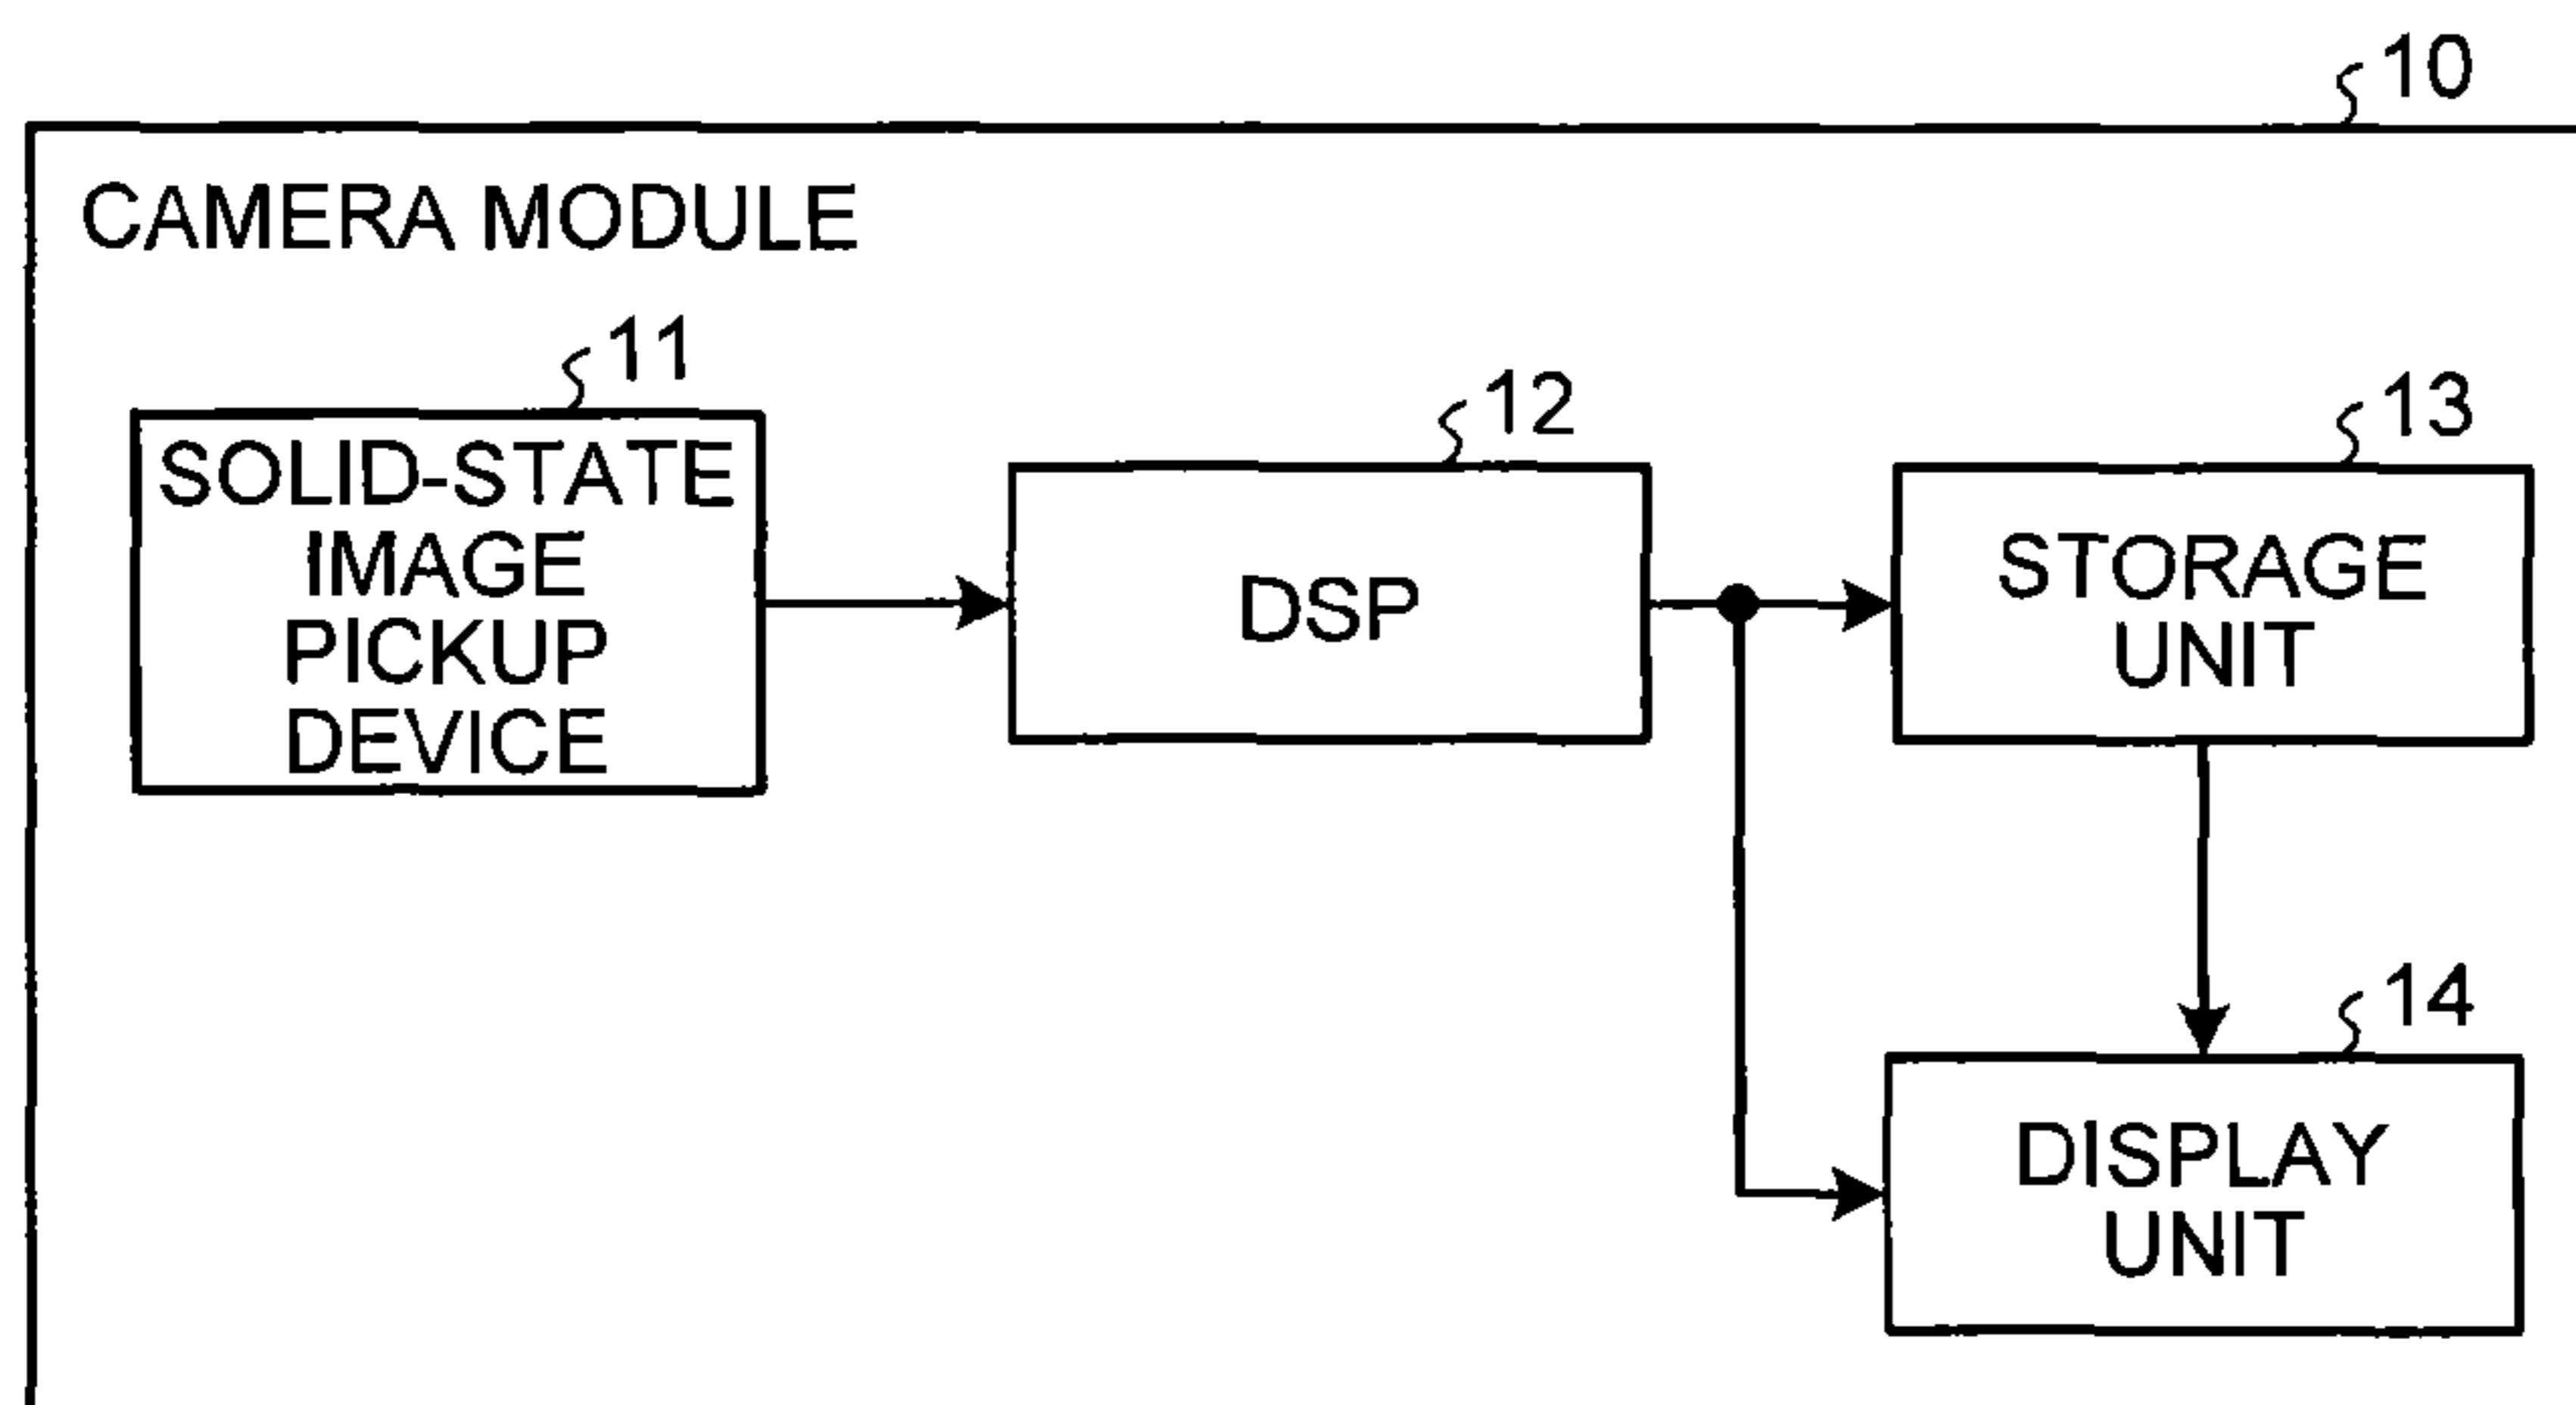 10
CAMERA MODULE
11
SOLID-STATE
IMAGE
PICKUP
DEVICE
12
DSP
13
STORAGE
UNIT
14
DISPLAY
UNIT